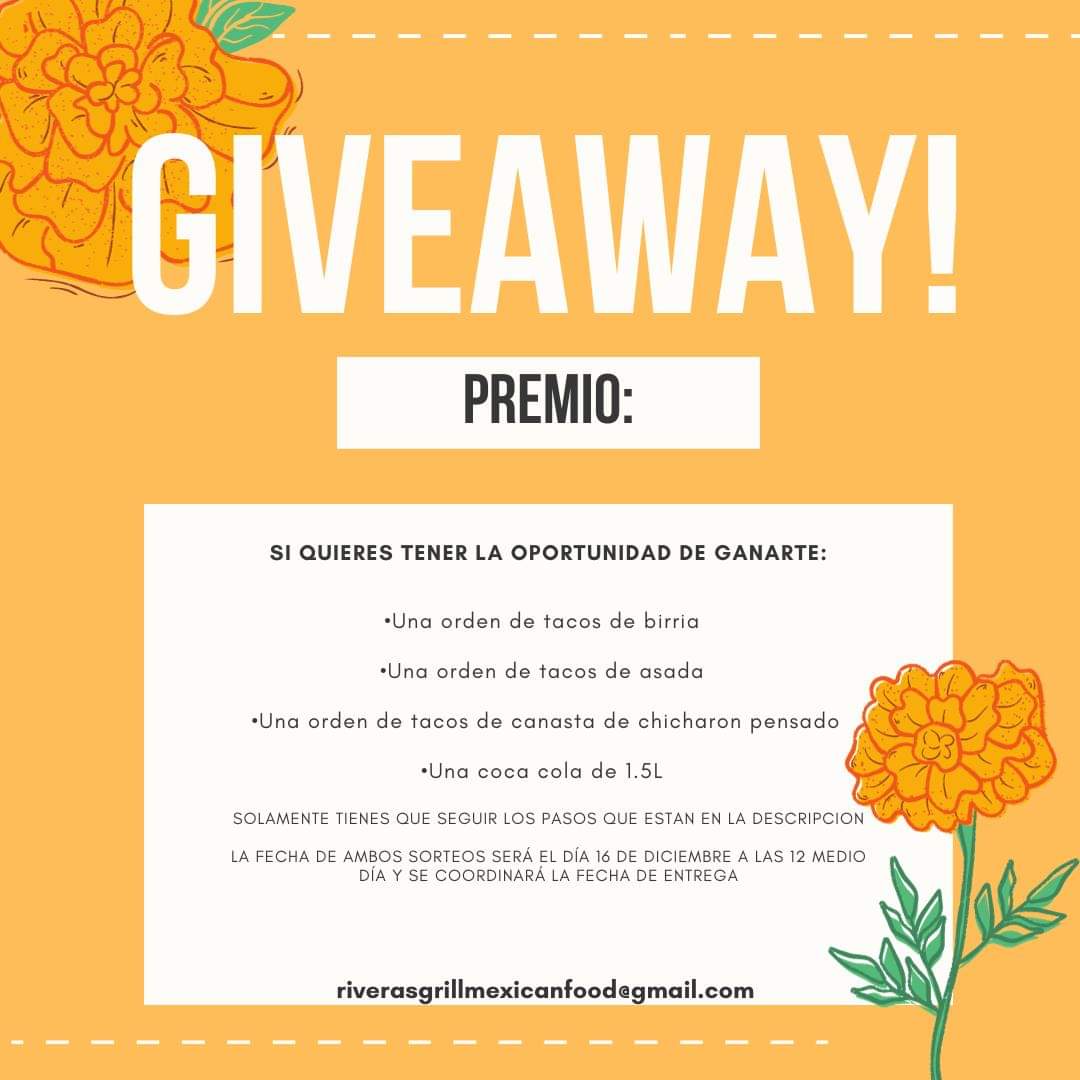 GIVEAWAY!
PREMIO:
SI QUIERES TENER LA OPORTUNIDAD DE GANARTE:
•Una orden de tacos de birria
•Una orden de tacos de asada
•Una orden de tacos de canasta de chicharon pensado
•Una coca cola de 1.5L
SOLAMENTE TIENES QUE SEGUIR LOS PASOS QUE ESTAN EN LA DESCRIPCION
LA FECHA DE AMBOS SORTEOS SERÁ EL DÍA 16 DE DICIEMBRE A LAS 12 MEDIO
DÍA Y SE COORDINARÁ LA FECHA DE ENTREGA
riverasgrillmexicanfood@gmail.com